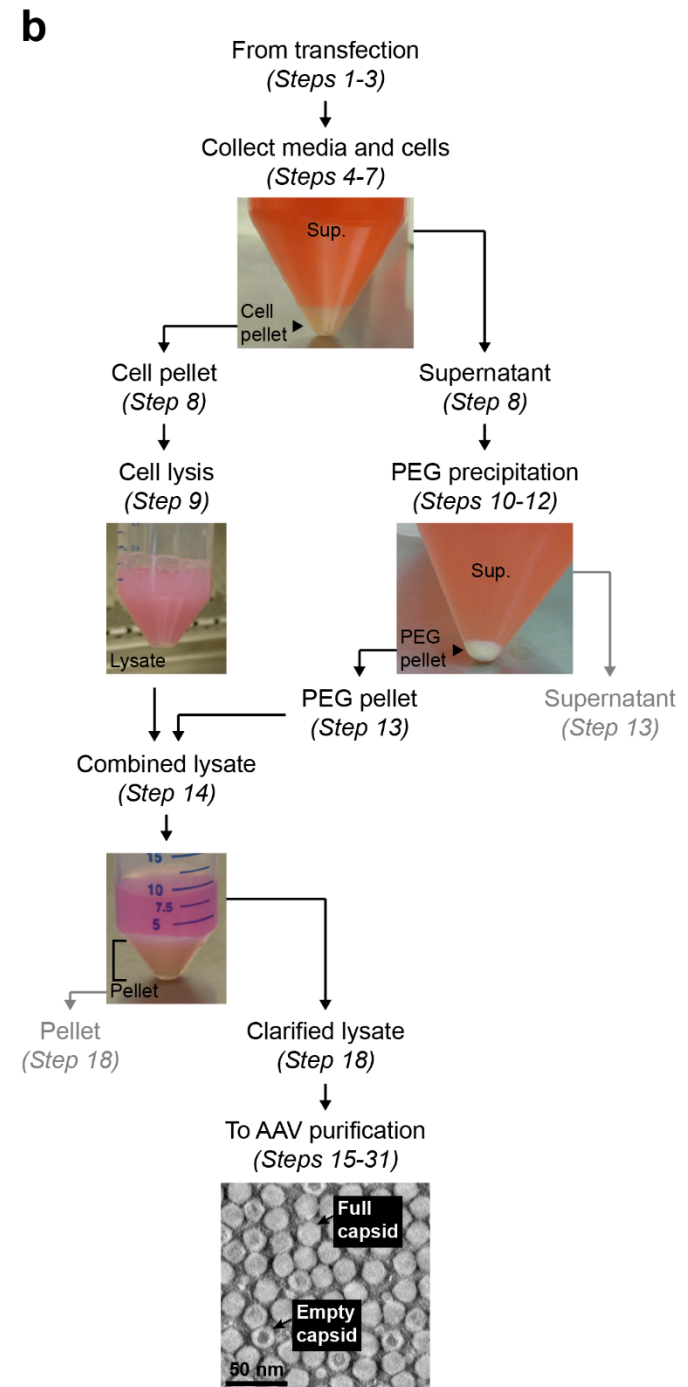 b
From transfection
(Steps 1-3)
Collect media and cells
(Steps 4-7)
Sup.
Cell
pellet
Cell pellet
(Step 8)
Supernatant
(Step 8)
Cell lysis
(Step 9)
PEG precipitation
(Steps 10-12)
Lysate
Sup.
PEG
pellet
PEG pellet
(Step 13)
Supernatant
(Step 13)
Combined lysate
(Step 14)
15
10
7.5
5
Pellet
Pellet
(Step 18)
Clarified lysate
(Step 18)
To AAV purification
(Steps 15-31)
Full
capsid
Empty
capsid
50 nm